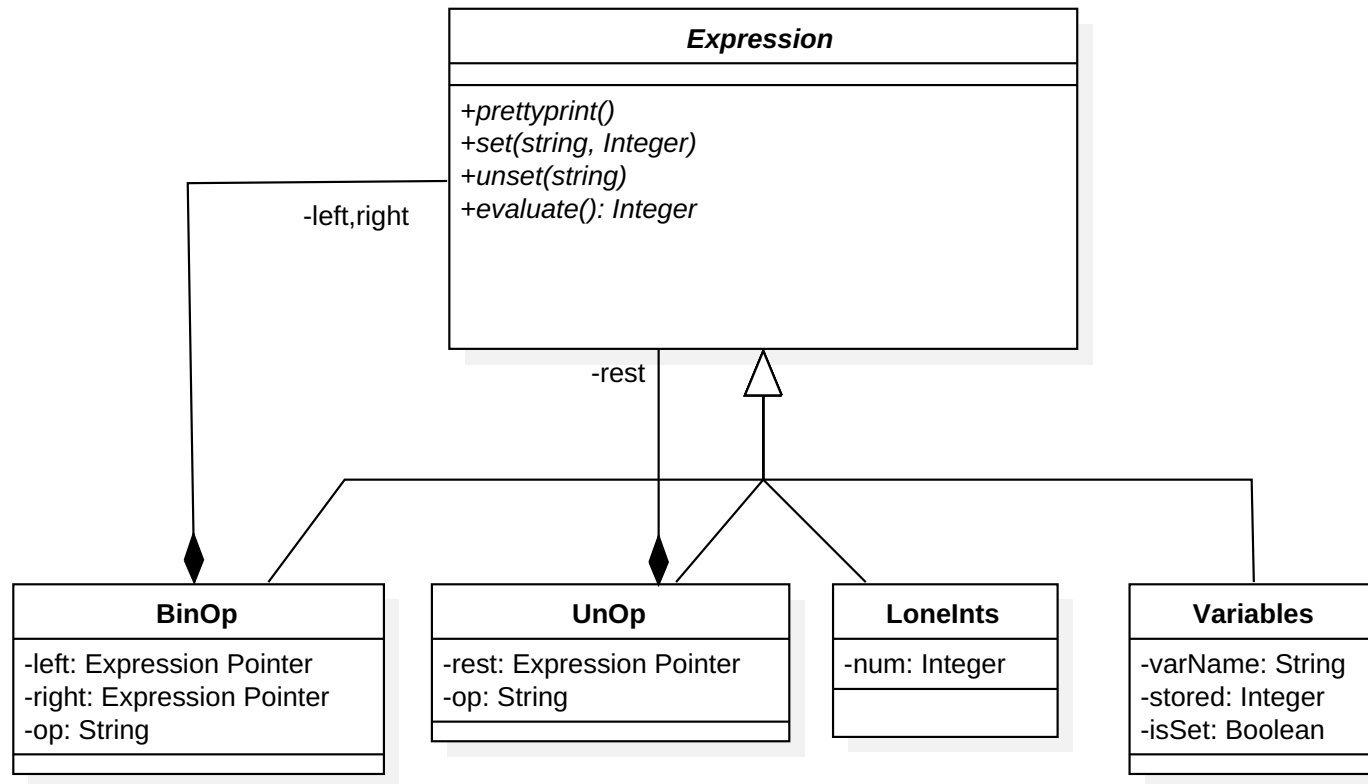 Expression
+prettyprint()
+set(string, Integer)
+unset(string)
+evaluate(): Integer
-left,right
-rest
BinOp
-left: Expression Pointer
-right: Expression Pointer
-op: String
UnOp
-rest: Expression Pointer
-op: String
LoneInts
-num: Integer
Variables
-varName: String
-stored: Integer
-isSet: Boolean